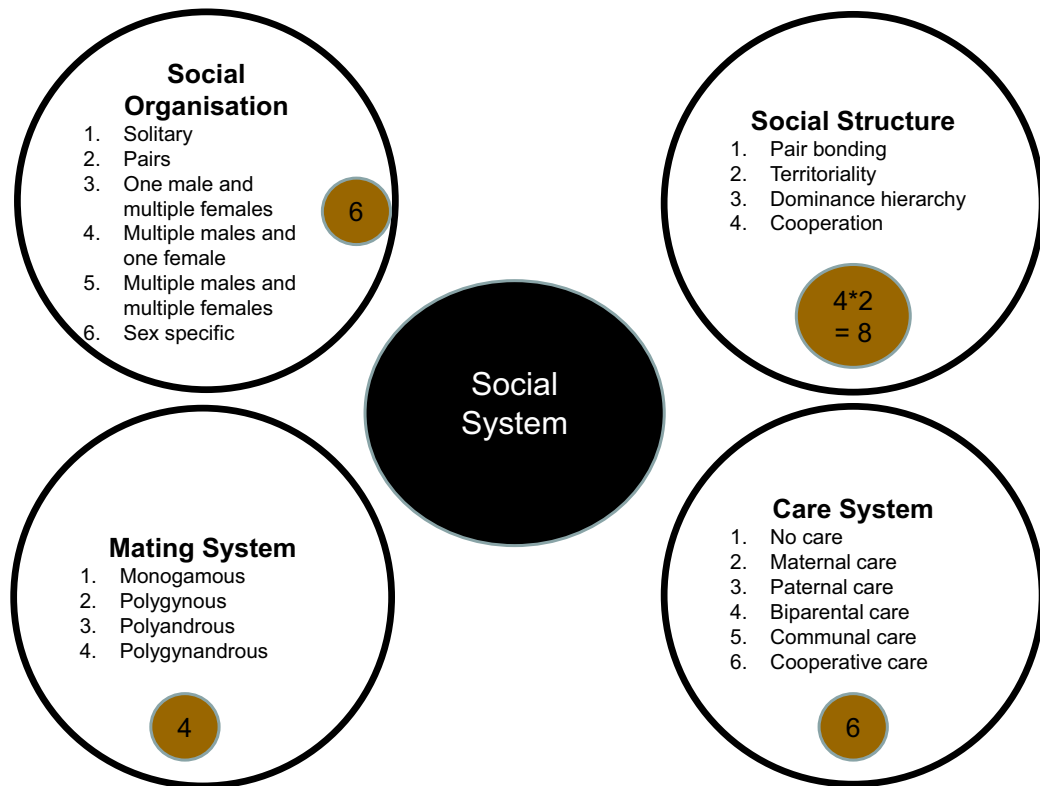 Social
Organisation
1. Solitary
2. Pairs
3. One male and
multiple females
4. Multiple males and
one female
5. Multiple males and
multiple females
6. Sex specific
6
Social Structure
1. Pair bonding
2. Territoriality
3. Dominance hierarchy
4. Cooperation
4*2
= 8
Social
System
Mating System
1. Monogamous
2. Polygynous
3. Polyandrous
4. Polygynandrous
4
Care System
1. No care
2. Maternal care
3. Paternal care
4. Biparental care
5. Communal care
6. Cooperative care
6